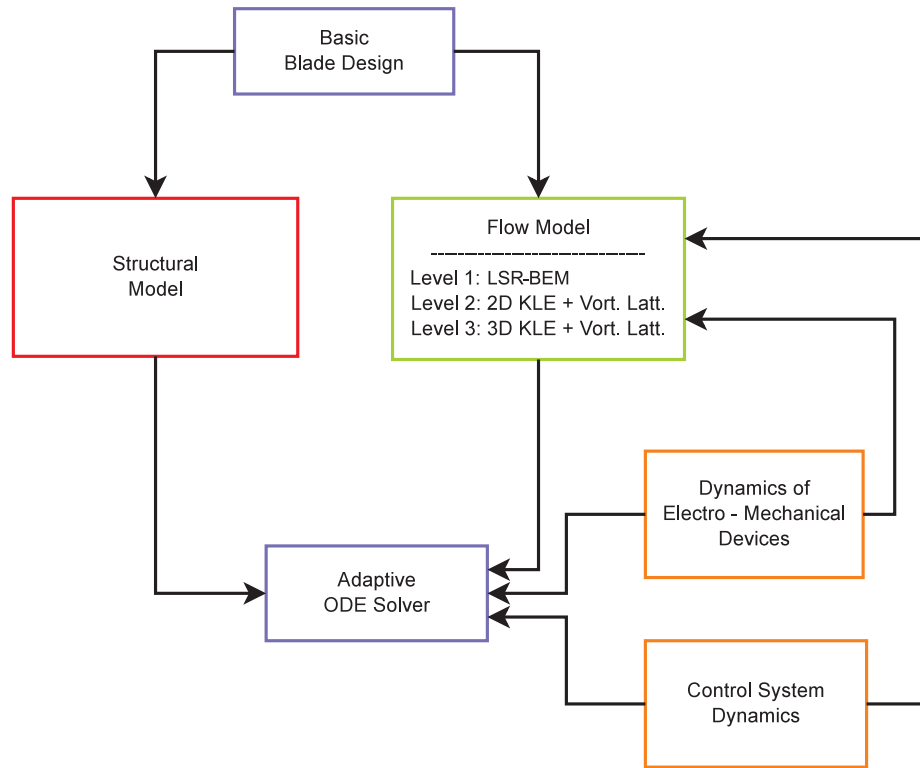 Basic
Blade Design
Structural
Model
Flow Model
Level 1: LSR-BEM
Level 2: 2D KLE + Vort. Latt.
Level 3: 3D KLE + Vort. Latt.
Dynamics of
Electro - Mechanical
Devices
Adaptive
ODE Solver
Control System
Dynamics